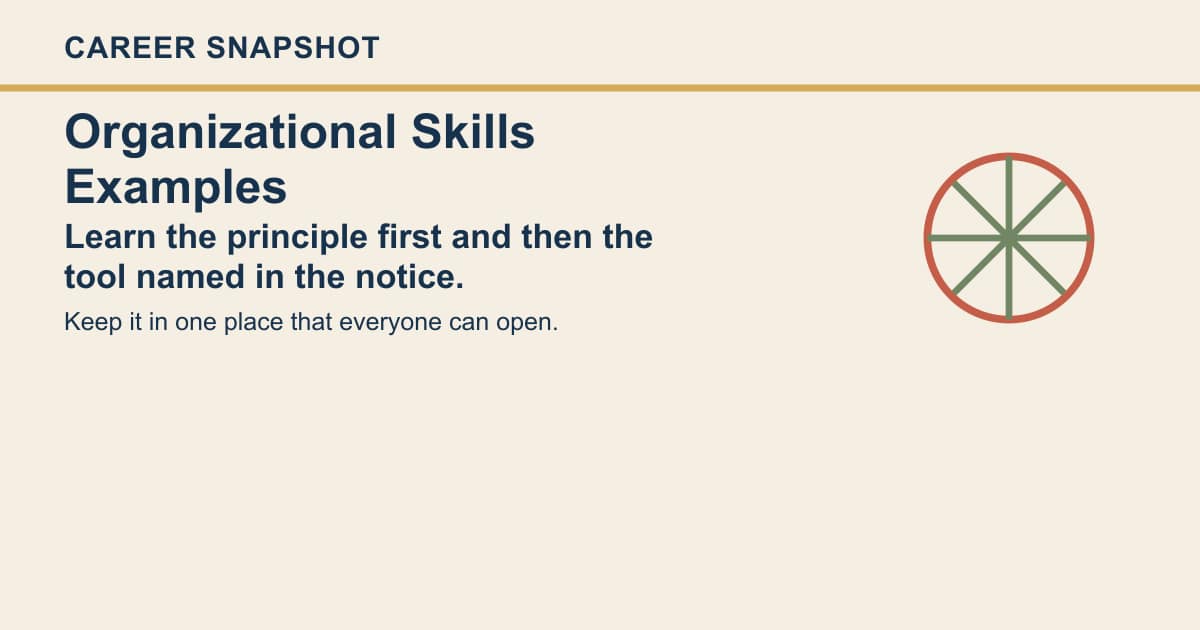 CAREER SNAPSHOT
Organizational Skills
Examples
Learn the principle first and then the
tool named in the notice.
Keep it in one place that everyone can open.